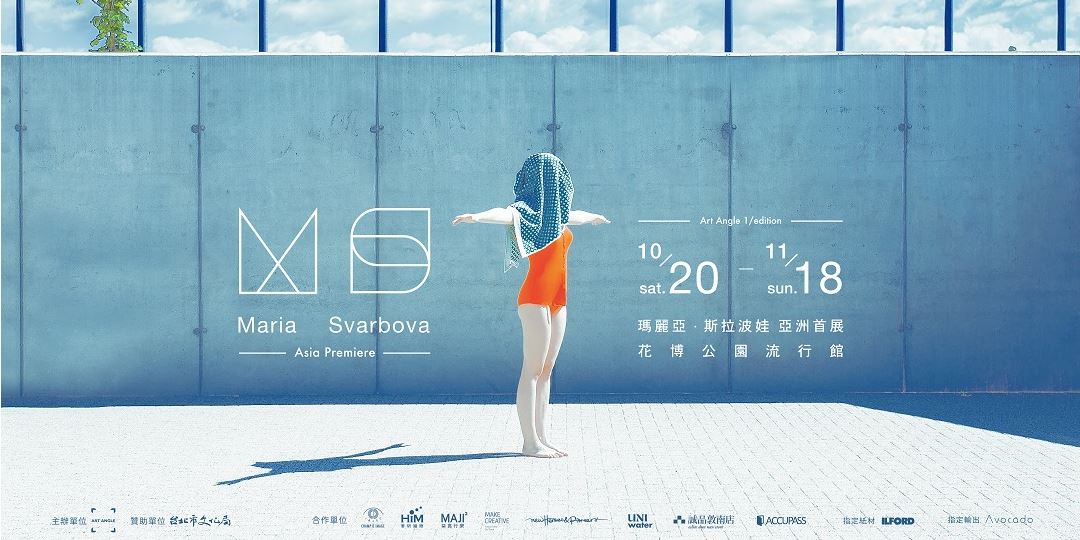 MS
Maria Svarbova
Asia Premiere
Art Angle 1/edition
10/20 — 11/18
sat. sun.
瑪麗亞·斯拉波娃 亞洲首展
花博公園流行館
主辦單位 ART ANGLE 贊助單位 台北市文化局 合作單位 HiM MAJI² MAKE CREATIVE UNI water 誠品敦南店 ACCUPASS 指定紙材 ILFORD 指定輸出 Avocado